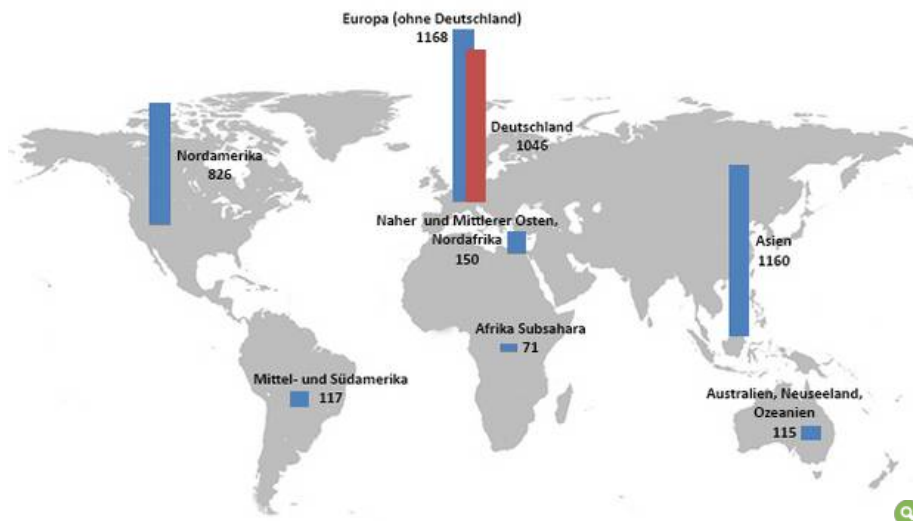 Europa (ohne Deutschland)
1168
Deutschland
1046
Nordamerika
826
Naher und Mittlerer Osten,
Nordafrika
150
Asien
1160
Afrika Subsahara
71
Mittel- und Südamerika
117
Australien, Neuseeland,
Ozeanien
115